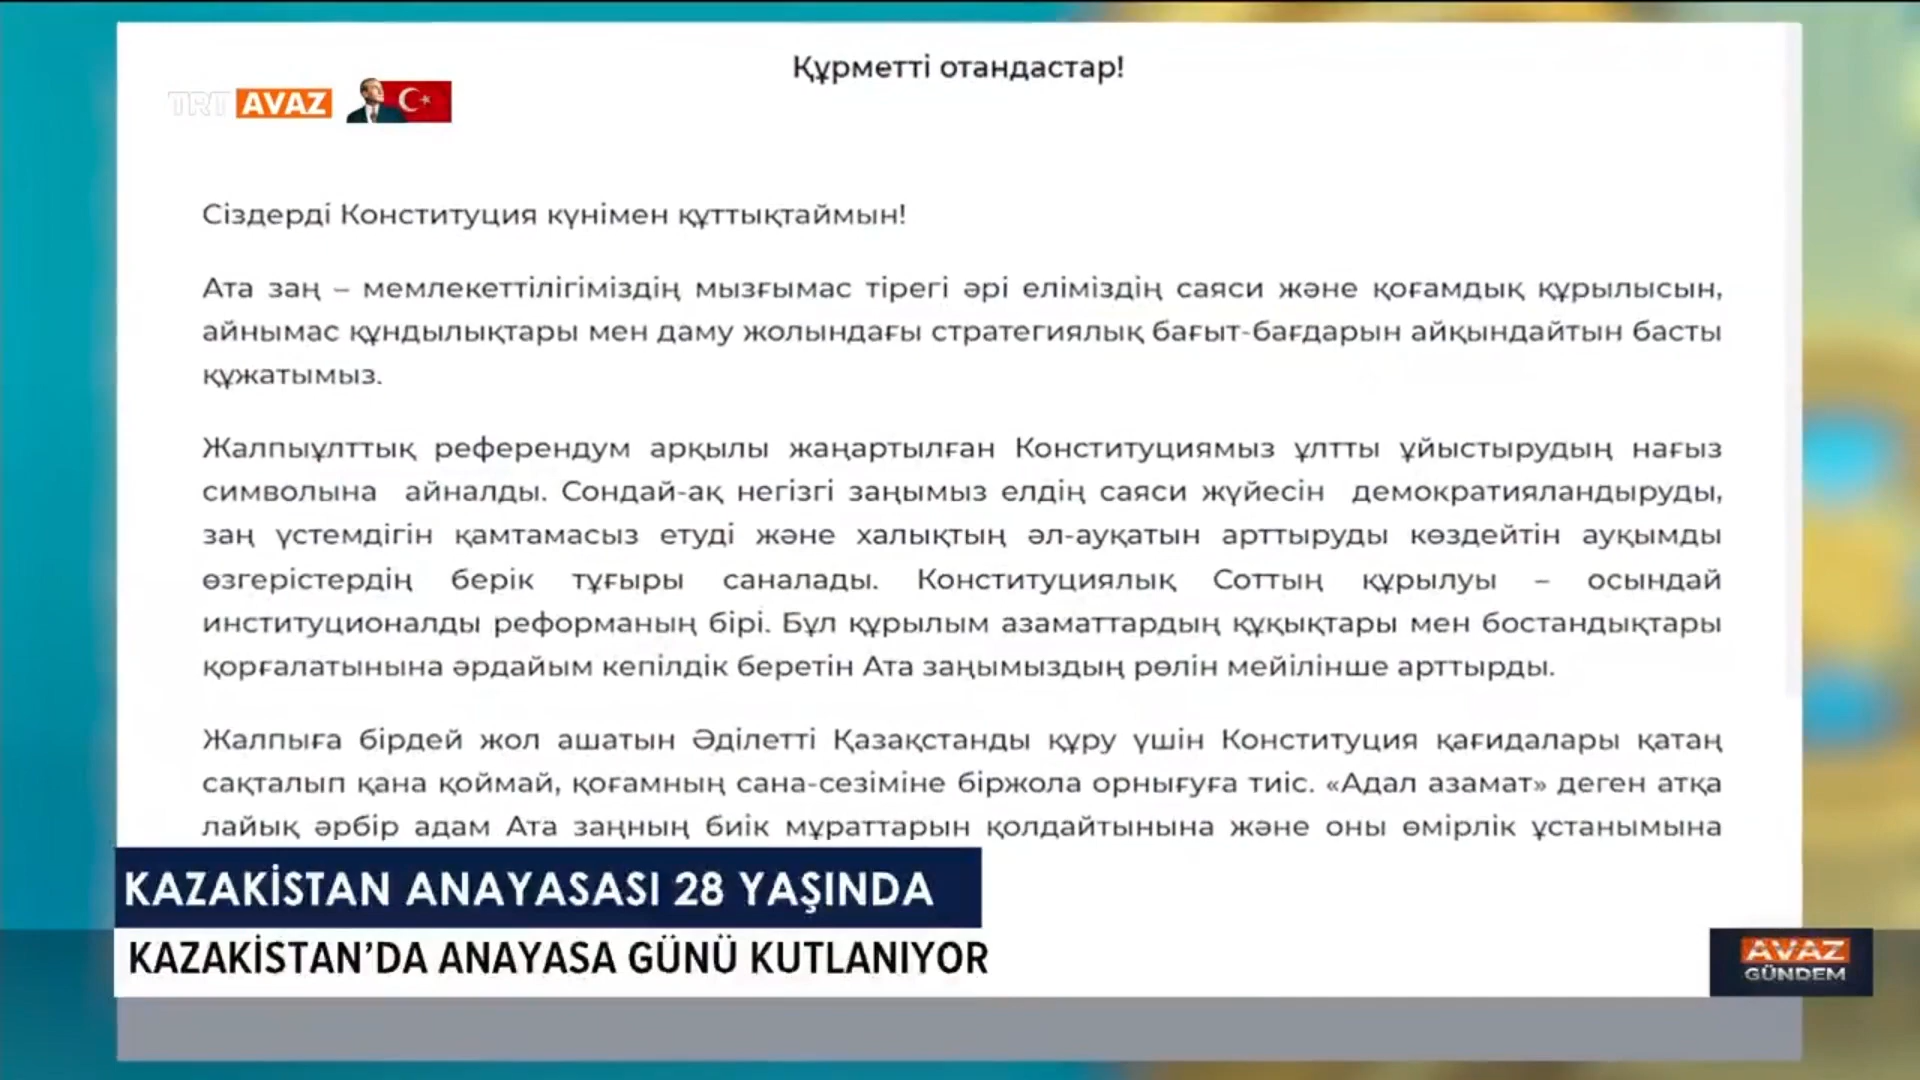 Құрметті отандастар!
TRT AVAZ
Сіздерді Конституция күнімен құттықтаймын!
Ата заң – мемлекеттілігіміздің мызғымас тірегі әрі еліміздің саяси және қоғамдық құрылысын,
айнымас құндылықтары мен даму жолындағы стратегиялық бағыт-бағдарын айқындайтын басты
құжатымыз.
Жалпыұлттық референдум арқылы жаңартылған Конституциямыз ұлтты ұйыстырудың нағыз
символына айналды. Сондай-ақ негізгі заңымыз елдің саяси жүйесін демократияландыруды,
заң үстемдігін қамтамасыз етуді және халықтың әл-ауқатын арттыруды көздейтін ауқымды
өзгерістердің берік тұғыры саналады. Конституциялық Соттың құрылуы – осындай
институционалды реформаның бірі. Бұл құрылым азаматтардың құқықтары мен бостандықтары
қорғалатынына әрдайым кепілдік беретін Ата заңымыздың рөлін мейілінше арттырды.
Жалпыға бірдей жол ашатын Әділетті Қазақстанды құру үшін Конституция қағидалары қатаң
сақталып қана қоймай, қоғамның сана-сезіміне біржола орнығуға тиіс. «Адал азамат» деген атқа
лайық әрбір адам Ата заңның биік мұраттарын қолдайтынына және оны өмірлік ұстанымына
KAZAKİSTAN ANAYASASI 28 YAŞINDA
KAZAKİSTAN’DA ANAYASA GÜNÜ KUTLANIYOR
AVAZ
GÜNDEM